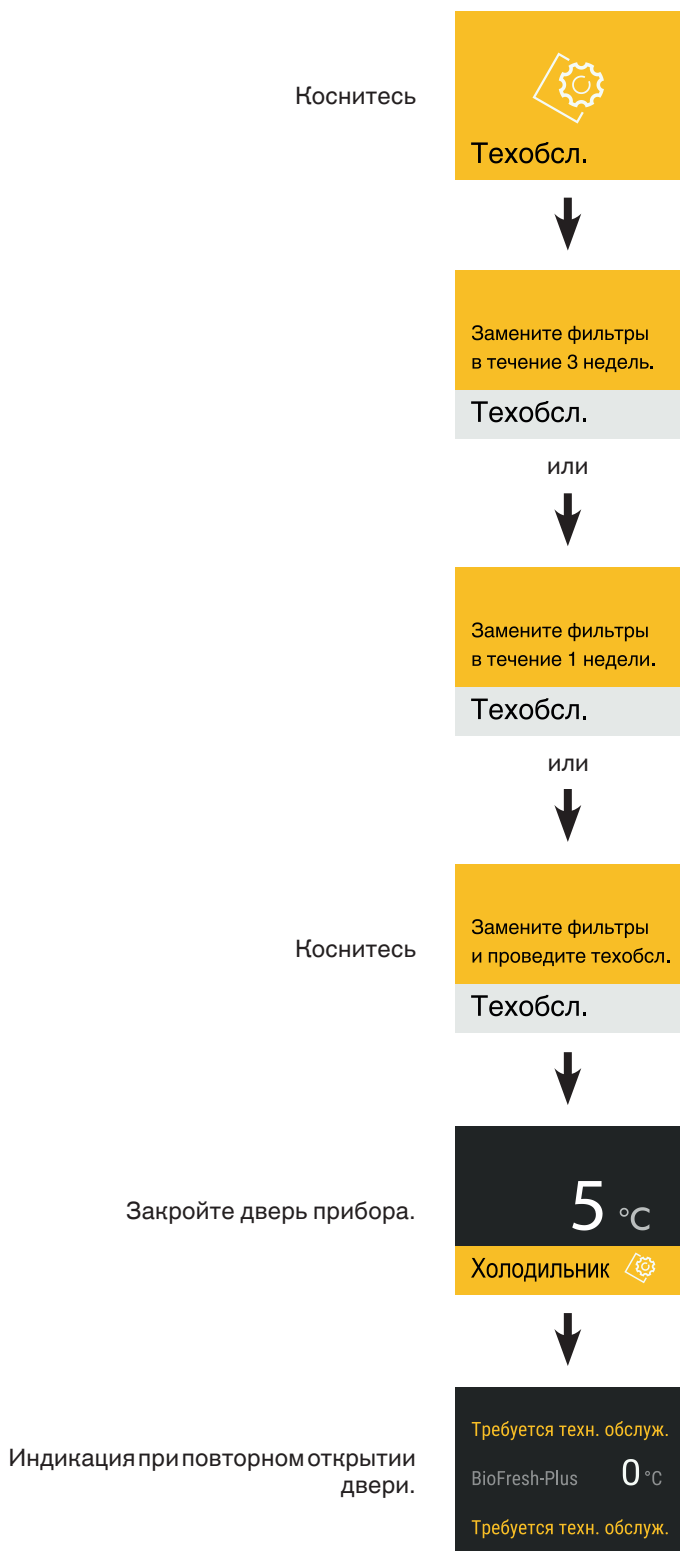 Коснитесь
Техобсл.
Замените фильтры
в течение 3 недель.
Техобсл.
или
Замените фильтры
в течение 1 недели.
Техобсл.
или
Коснитесь
Замените фильтры
и проведите техобсл.
Техобсл.
Закройте дверь прибора.
5 °C
Холодильник
Индикация при повторном открытии
двери.
Требуется техн. обслуж.
BioFresh-Plus 0 °C
Требуется техн. обслуж.